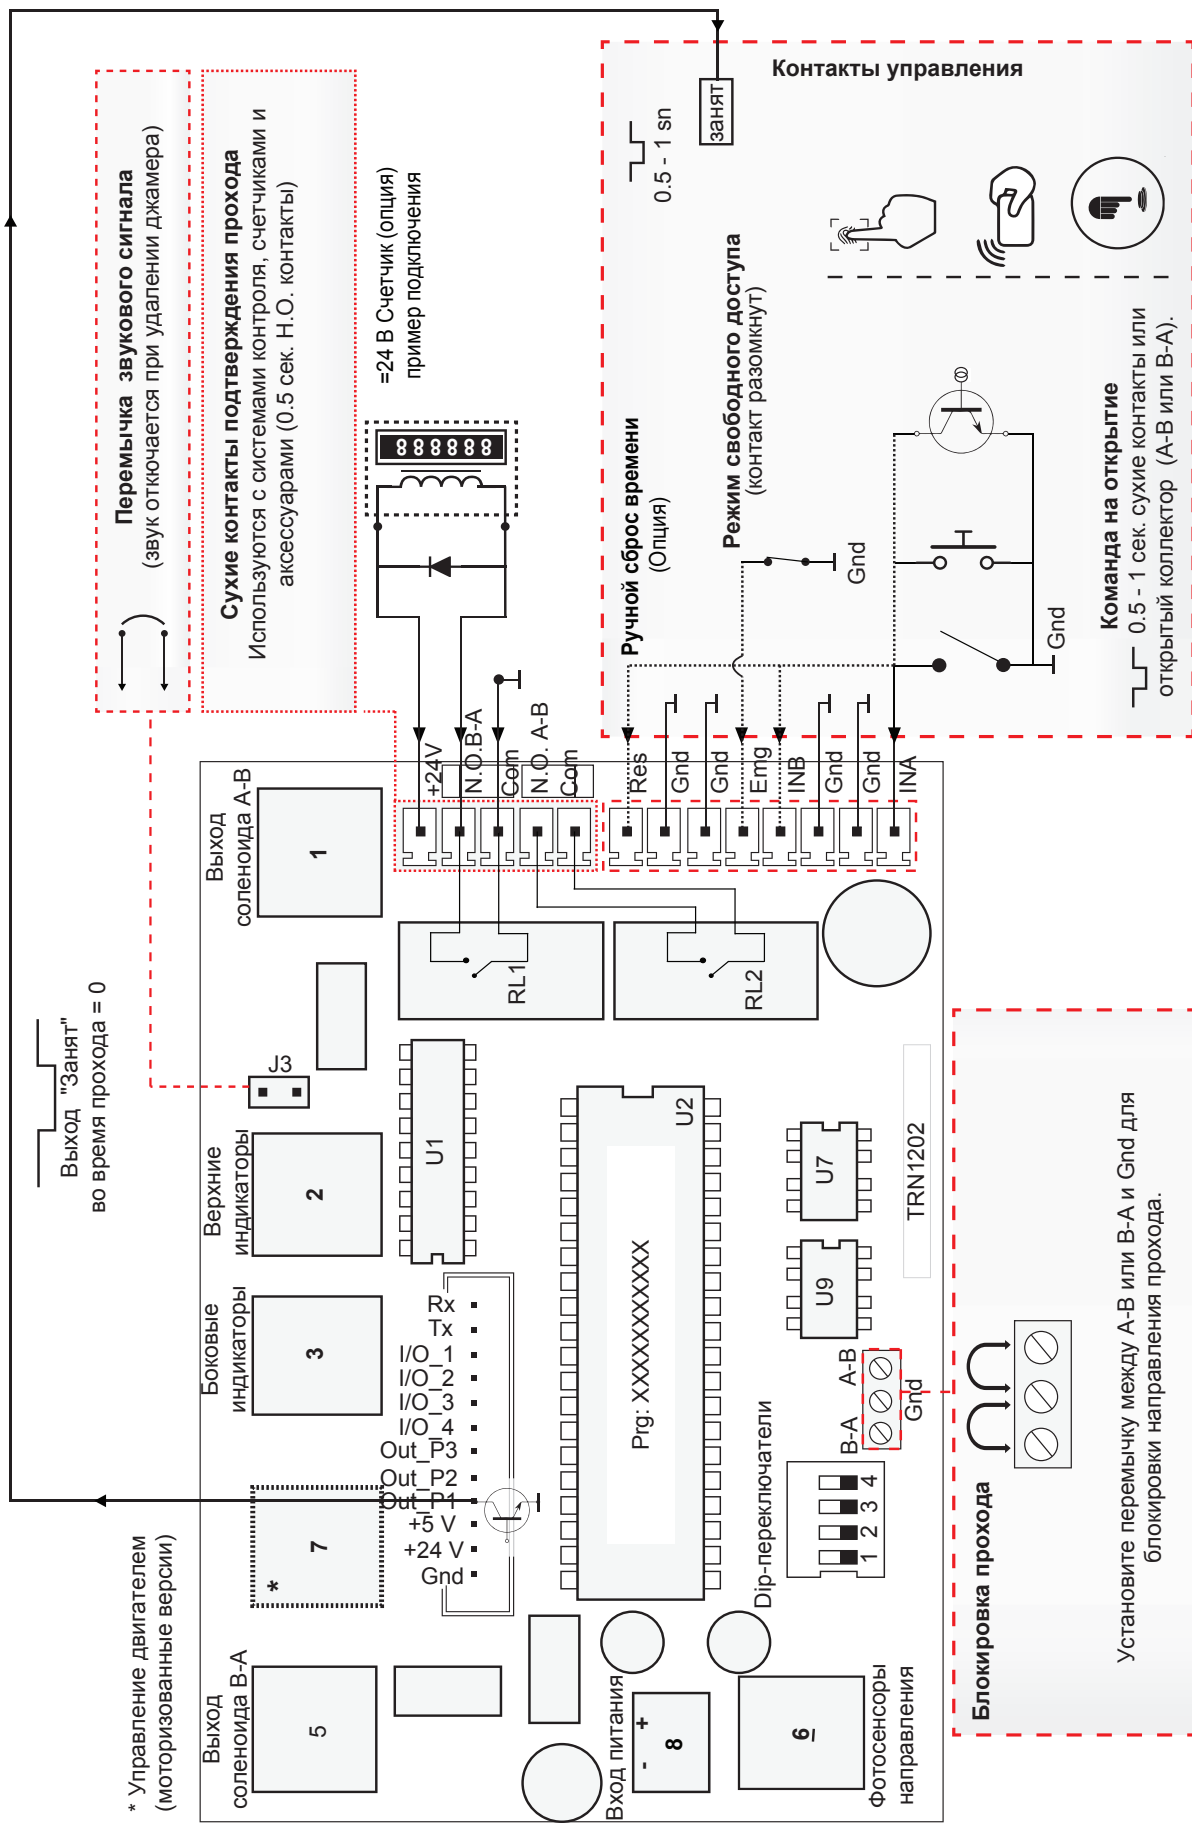 Контакты управления
занят
0.5 - 1 sn
Перемычка звукового сигнала
(звук откючается при удалении джамера)
Сухие контакты подтверждения прохода
Используются с системами контроля, счетчиками и
аксессуарами (0.5 сек. Н.О. контакты)
=24 В Счетчик (опция)
пример подключения
888888
Ручной сброс времени
(Опция)
Режим свободного доступа
(контакт разомкнут)
Gnd
Gnd
Команда на открытие
0.5 - 1 сек. сухие контакты или
открытый коллектор (A-B или B-A).
+24V
N.O.B-A
Com
N.O. A-B
Com
Res
Gnd
Gnd
Emg
INB
Gnd
Gnd
INA
Выход
соленоида A-B
1
RL1
RL2
Выход "Занят"
во время прохода = 0
J3
Верхние
индикаторы
2
U1
U2
Prg: XXXXXXXXXX
U7
U9
TRN1202
Боковые
индикаторы
3
Rx
Tx
I/O_1
I/O_2
I/O_3
I/O_4
Out_P3
Out_P2
Out_P1
+5 V
+24 V
Gnd
7
*
* Управление двигателем
(моторизованные версии)
Выход
соленоида B-A
5
Вход питания
- +
8
6
Фотосенсоры
направления
Dip-переключатели
1 2 3 4
B-A
A-B
Gnd
Блокировка прохода
Установите перемычку между A-B или B-A и Gnd для
блокировки направления прохода.